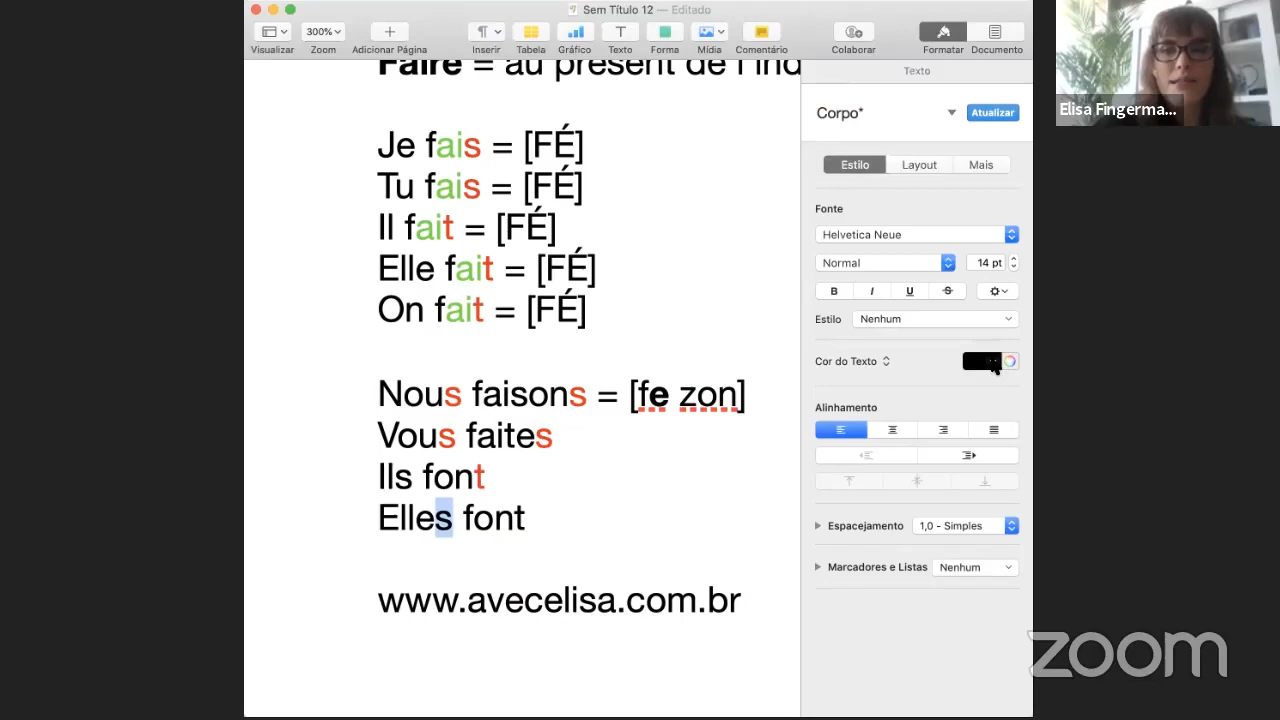 Sem Título 12 — Editado
300%
Visualizar
Zoom
Adicionar Página
Inserir
Tabela
Gráfico
Texto
Forma
Mídia
Comentário
Colaborar
Formatar
Documento
Faire = au présent de l'ind
Je fais = [FÉ]
Tu fais = [FÉ]
Il fait = [FÉ]
Elle fait = [FÉ]
On fait = [FÉ]
Nous faisons = [fe zon]
Vous faites
Ils font
Elles font
www.avecelisa.com.br
Texto
Corpo*
Atualizar
Estilo
Layout
Mais
Fonte
Helvetica Neue
Normal
14 pt
B I U S
Estilo
Nenhum
Cor do Texto
Alinhamento
Espacejamento
1,0 - Simples
Marcadores e Listas
Nenhum
Elisa Fingerma...
zoom